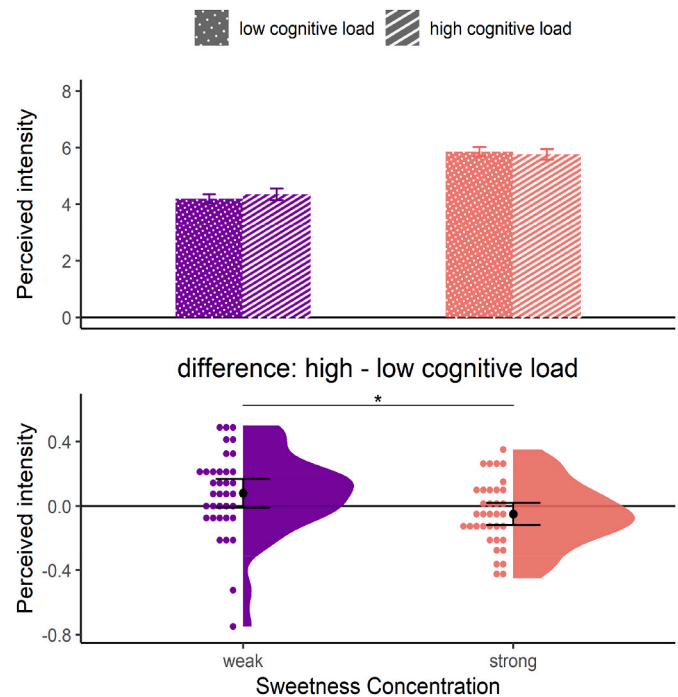 low cognitive load high cognitive load
8
6
4
2
0
Perceived intensity
difference: high - low cognitive load
*
0.4
0.0
-0.4
-0.8
Perceived intensity
weak strong
Sweetness Concentration